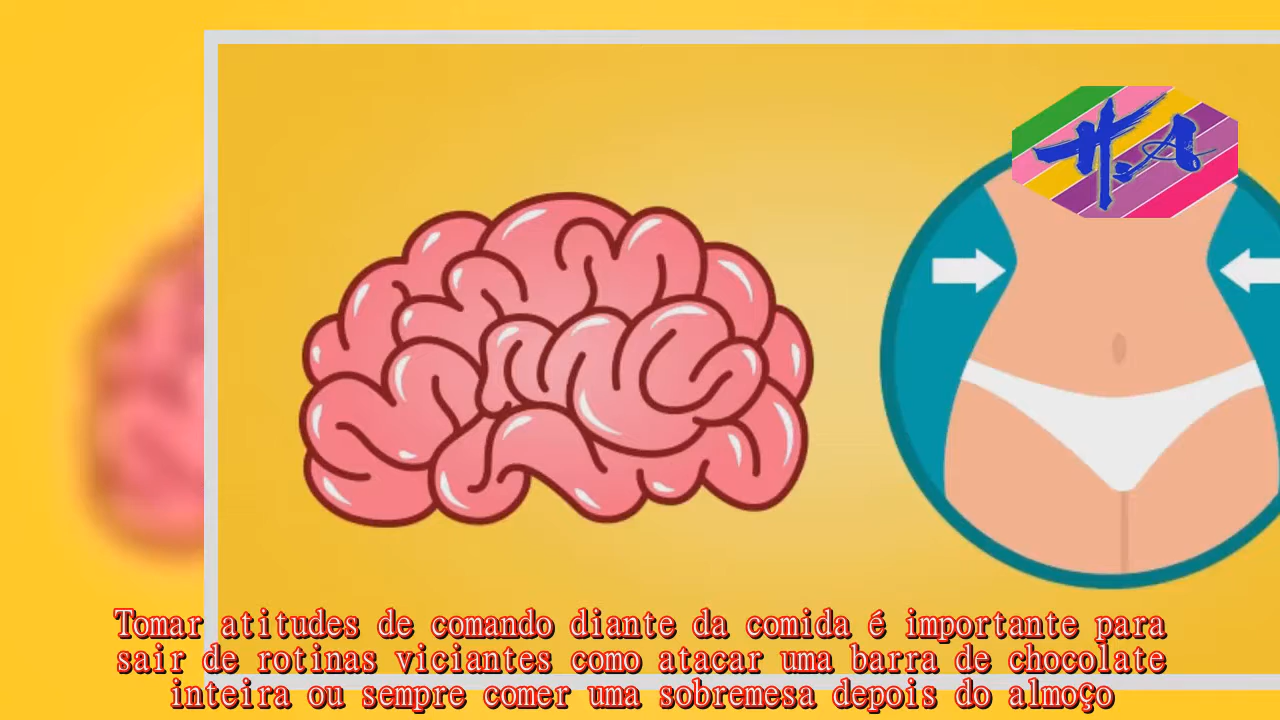 H.A
Tomar atitudes de comando diante da comida é importante para
sair de rotinas viciantes como atacar uma barra de chocolate
inteira ou sempre comer uma sobremesa depois do almoço